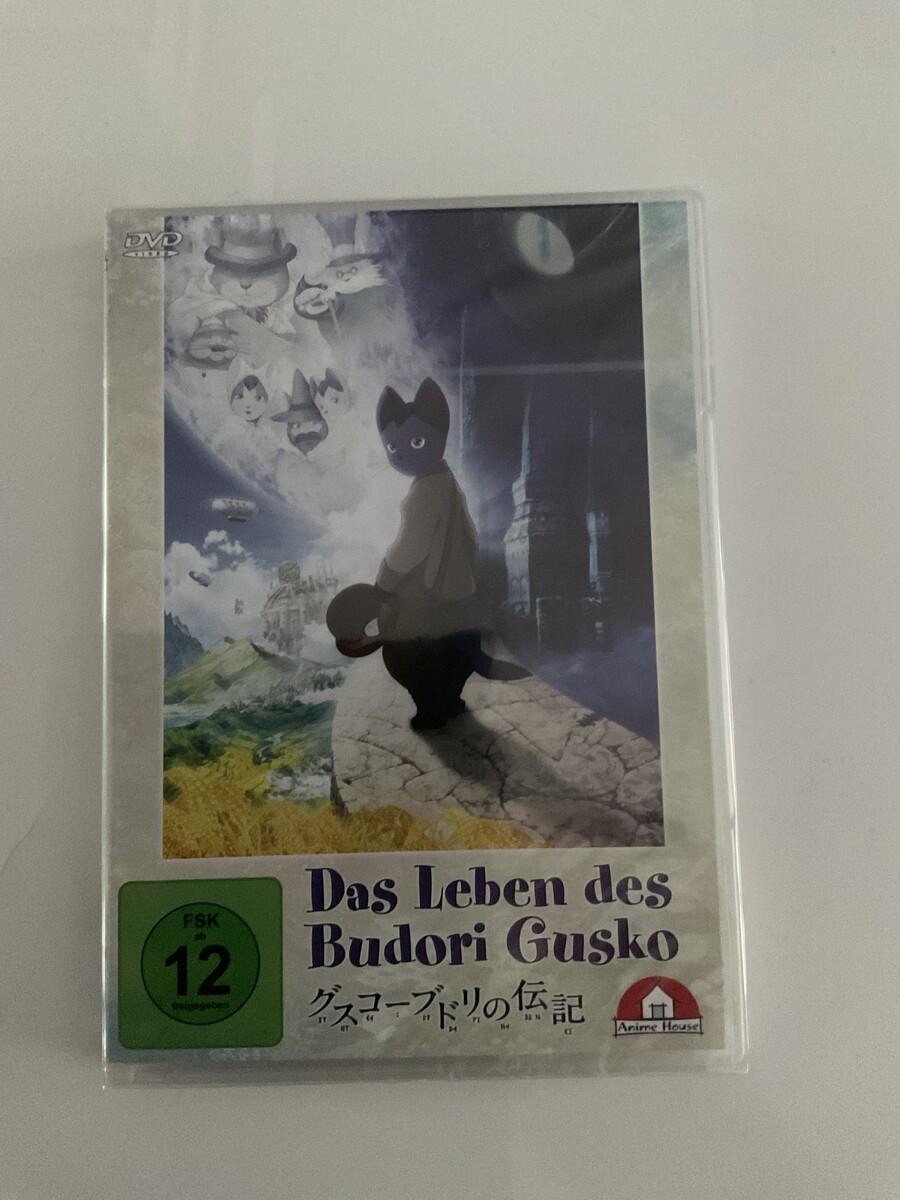 DVD
VIDEO
Das Leben des
Budori Gusko
グスコーブドリの伝記
FSK
ab
12
freigegeben
Anime House